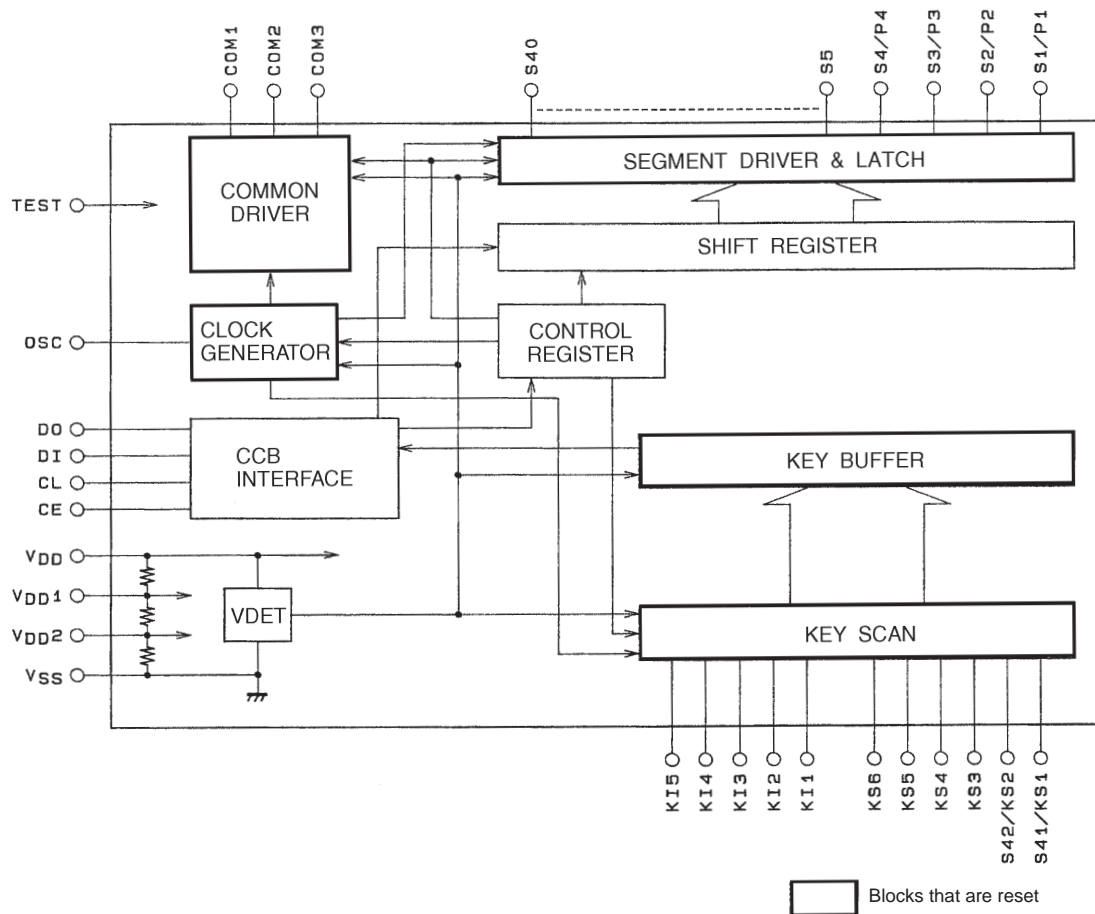 COM1
COM2
COM3
S40
S5
S4/P4
S3/P3
S2/P2
S1/P1
COMMON
DRIVER
SEGMENT DRIVER & LATCH
TEST
SHIFT REGISTER
OSC
CLOCK
GENERATOR
CONTROL
REGISTER
DO
DI
CL
CE
CCB
INTERFACE
KEY BUFFER
VDD
VDD1
VDD2
VSS
VDET
KEY SCAN
KI5
KI4
KI3
KI2
KI1
KS6
KS5
KS4
KS3
S42/KS2
S41/KS1
Blocks that are reset